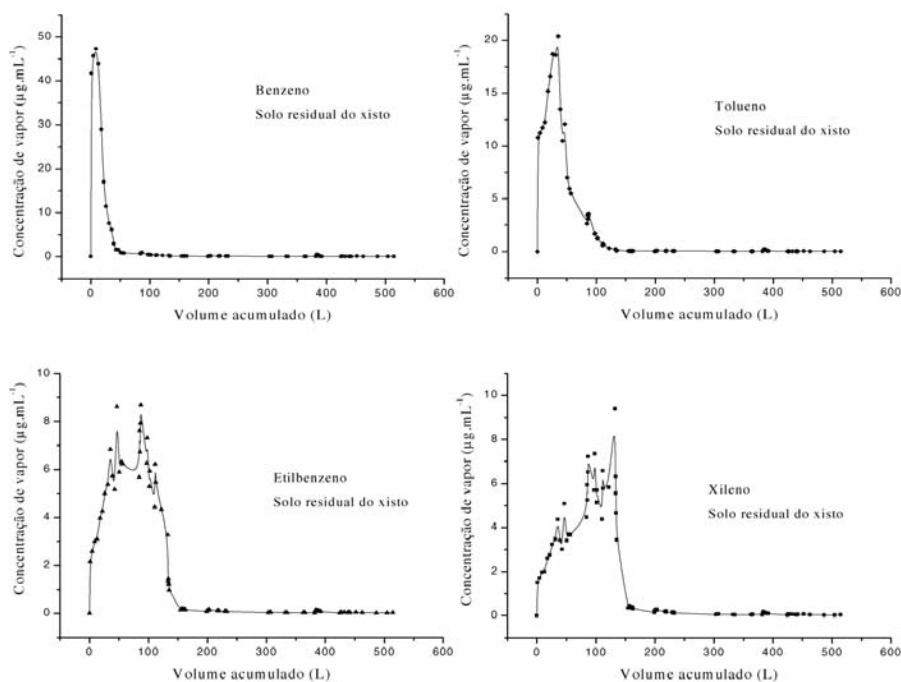 Concentração de vapor (µg.mL⁻¹)
50
40
30
20
10
0
Benzeno
Solo residual do xisto
0 100 200 300 400 500 600
Volume acumulado (L)
Concentração de vapor (µg.mL⁻¹)
20
15
10
5
0
Tolueno
Solo residual do xisto
0 100 200 300 400 500 600
Volume acumulado (L)
Concentração de vapor (µg.mL⁻¹)
10
8
6
4
2
0
Etilbenzeno
Solo residual do xisto
0 100 200 300 400 500 600
Volume acumulado (L)
Concentração de vapor (µg.mL⁻¹)
10
8
6
4
2
0
Xileno
Solo residual do xisto
0 100 200 300 400 500 600
Volume acumulado (L)